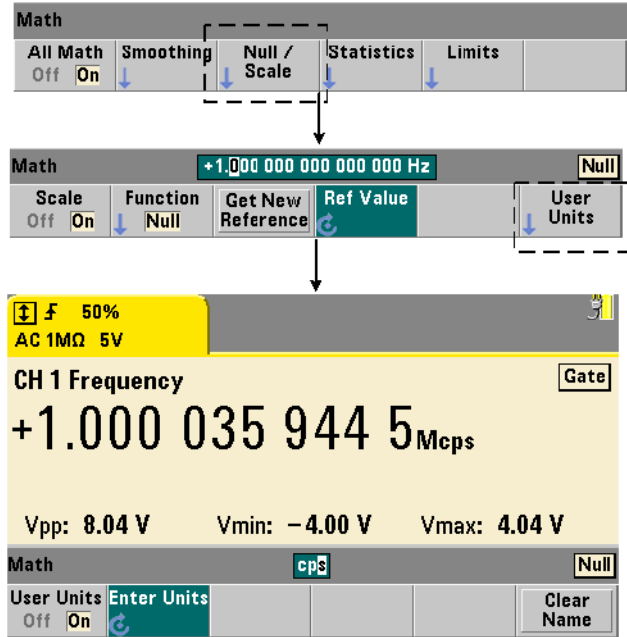 Math
All Math Smoothing Null / Statistics Limits
Off On Scale
Math +1.000 000 000 000 000 Hz Null
Scale Function Get New Ref Value User
Off On Null Reference Units
50%
AC 1MΩ 5V
CH 1 Frequency Gate
+1.000 035 944 5 Mcps
Vpp: 8.04 V Vmin: −4.00 V Vmax: 4.04 V
Math cps Null
User Units Enter Units Clear
Off On Name